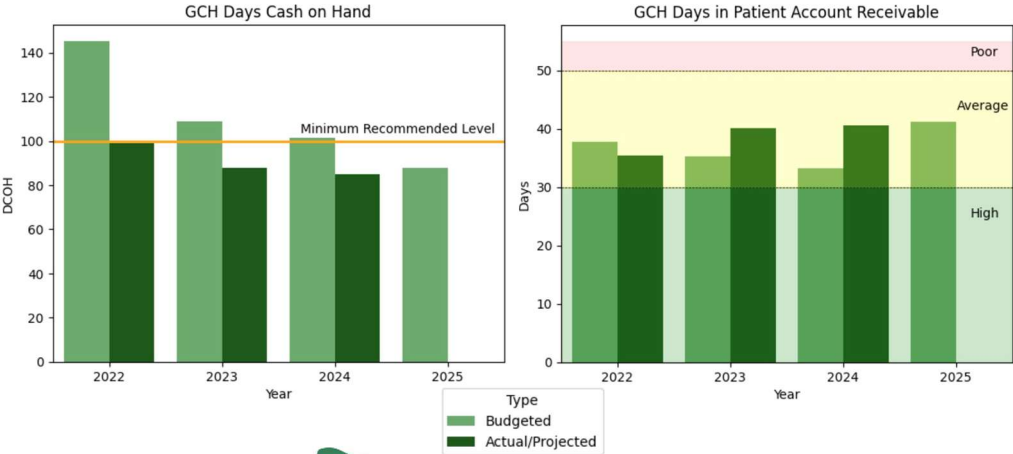 GCH Days Cash on Hand
140
120
100
80
60
40
20
0
DCOH
Minimum Recommended Level
2022
2023
2024
2025
Year
GCH Days in Patient Account Receivable
50
40
30
20
10
0
Days
Poor
Average
High
2022
2023
2024
2025
Year
Type
Budgeted
Actual/Projected